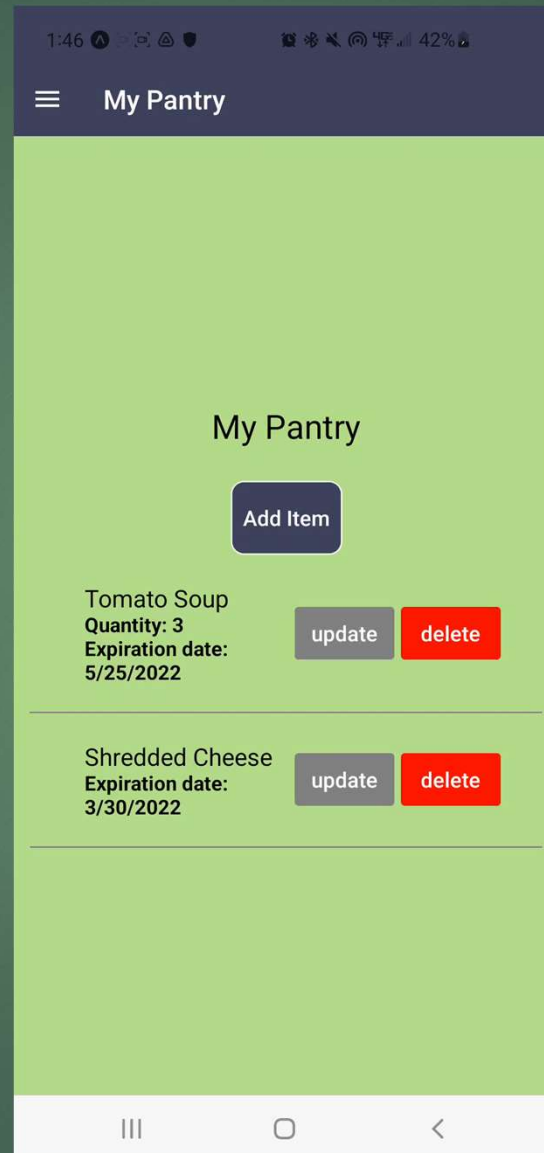 1:46 42%
My Pantry
My Pantry
Add Item
Tomato Soup
Quantity: 3
Expiration date:
5/25/2022
update delete
Shredded Cheese
Expiration date:
3/30/2022
update delete